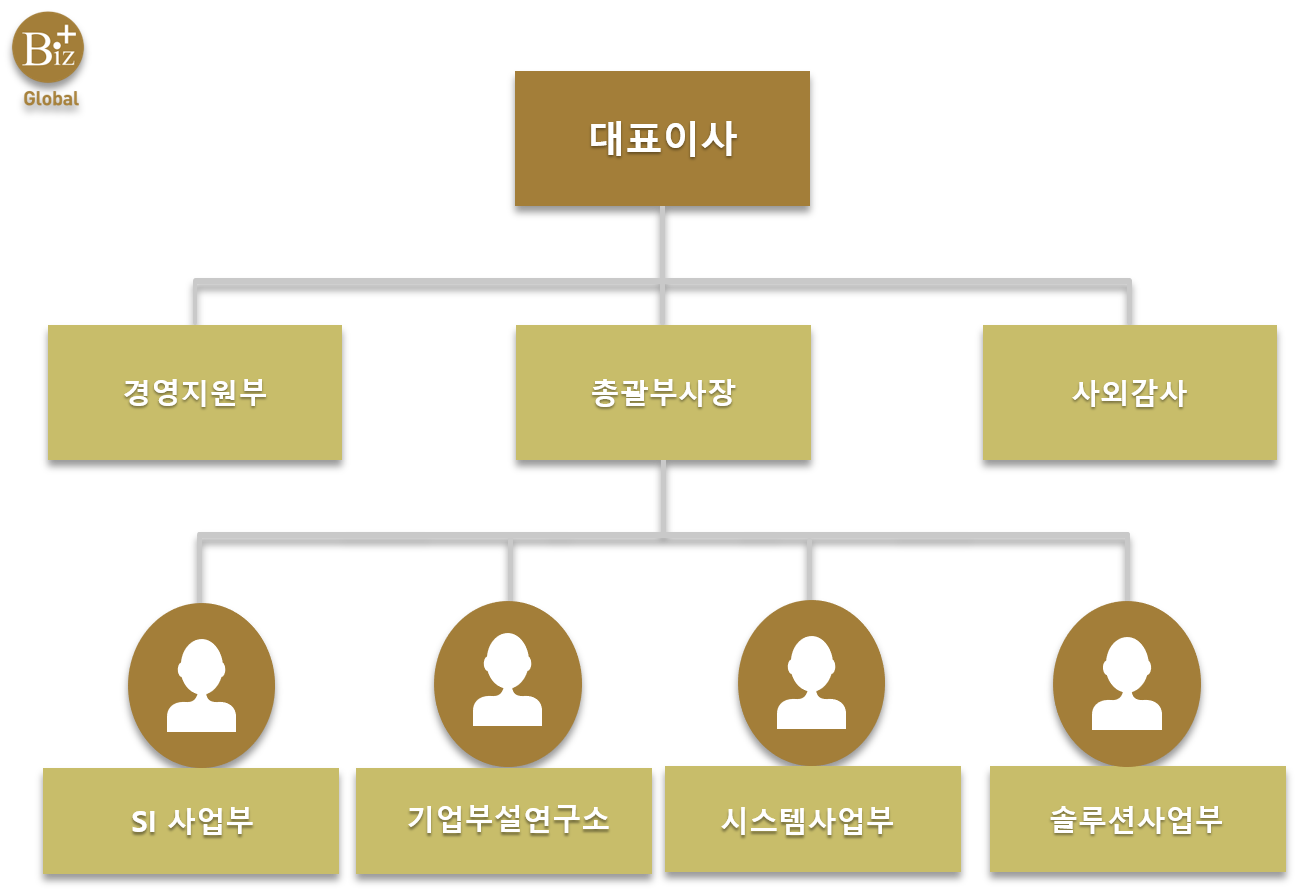 Biz+
Global
대표이사
경영지원부
총괄부사장
사외감사
SI 사업부
기업부설연구소
시스템사업부
솔루션사업부